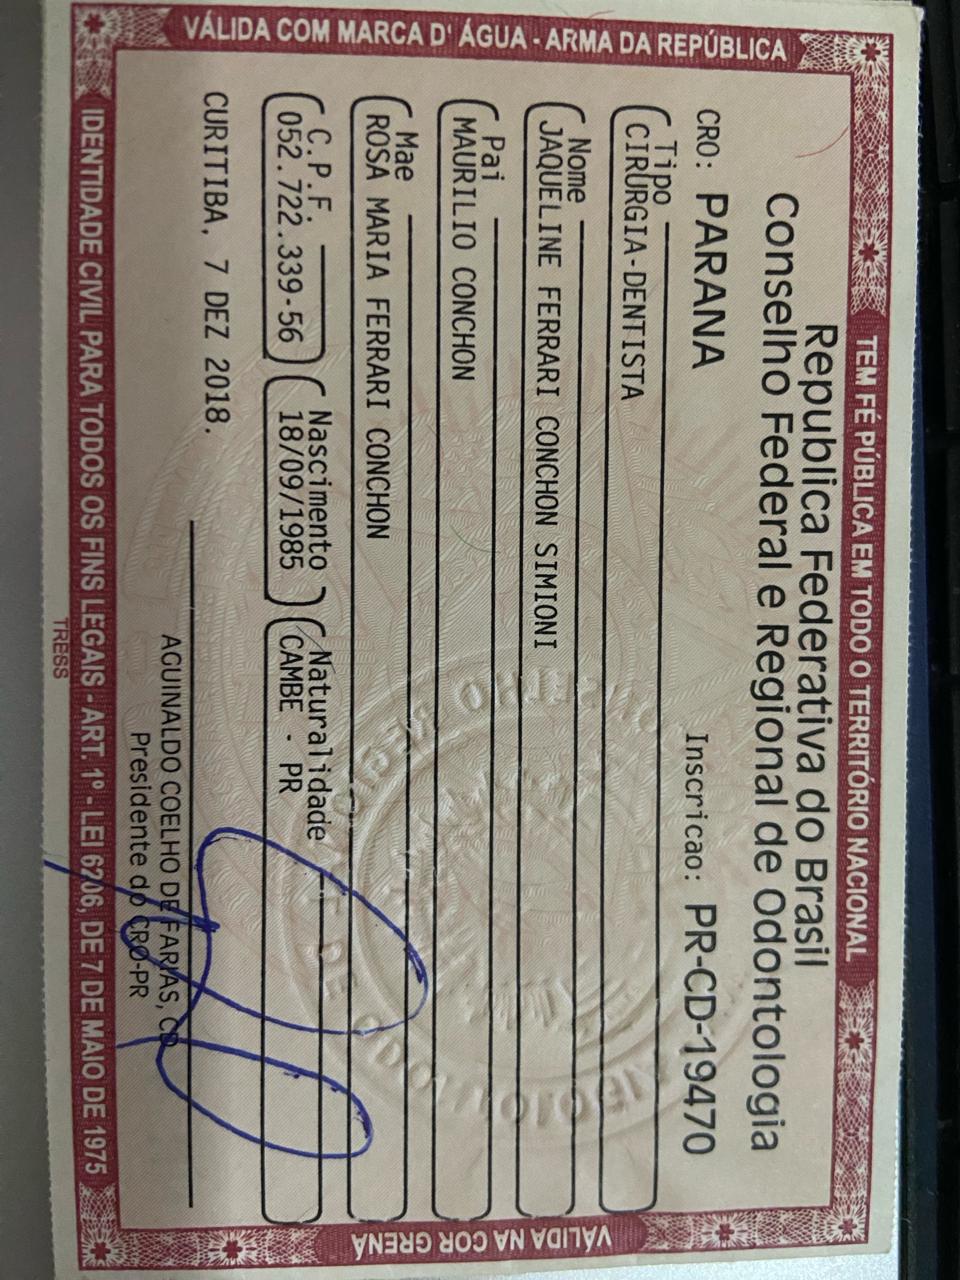 VÁLIDA COM MARCA D' ÁGUA - ARMA DA REPÚBLICA
TEM FÉ PÚBLICA EM TODO O TERRITÓRIO NACIONAL
Republica Federativa do Brasil
Conselho Federal e Regional de Odontologia
CRO: PARANA Inscricao: PR-CD-19470
Tipo
CIRURGIA-DENTISTA
Nome
JAQUELINE FERRARI CONCHON SIMIONI
Pai
MAURILIO CONCHON
Mae
ROSA MARIA FERRARI CONCHON
C.P.F. Nascimento Naturalidade
052.722.339-56 18/09/1985 CAMBE - PR
CURITIBA, 7 DEZ 2018.
AGUINALDO COELHO DE FARIAS, CD
Presidente do CRO-PR
IDENTIDADE CIVIL PARA TODOS OS FINS LEGAIS - ART. 1º - LEI 6206, DE 7 DE MAIO DE 1975
TRESS
VÁLIDA NA COR GRENÁ